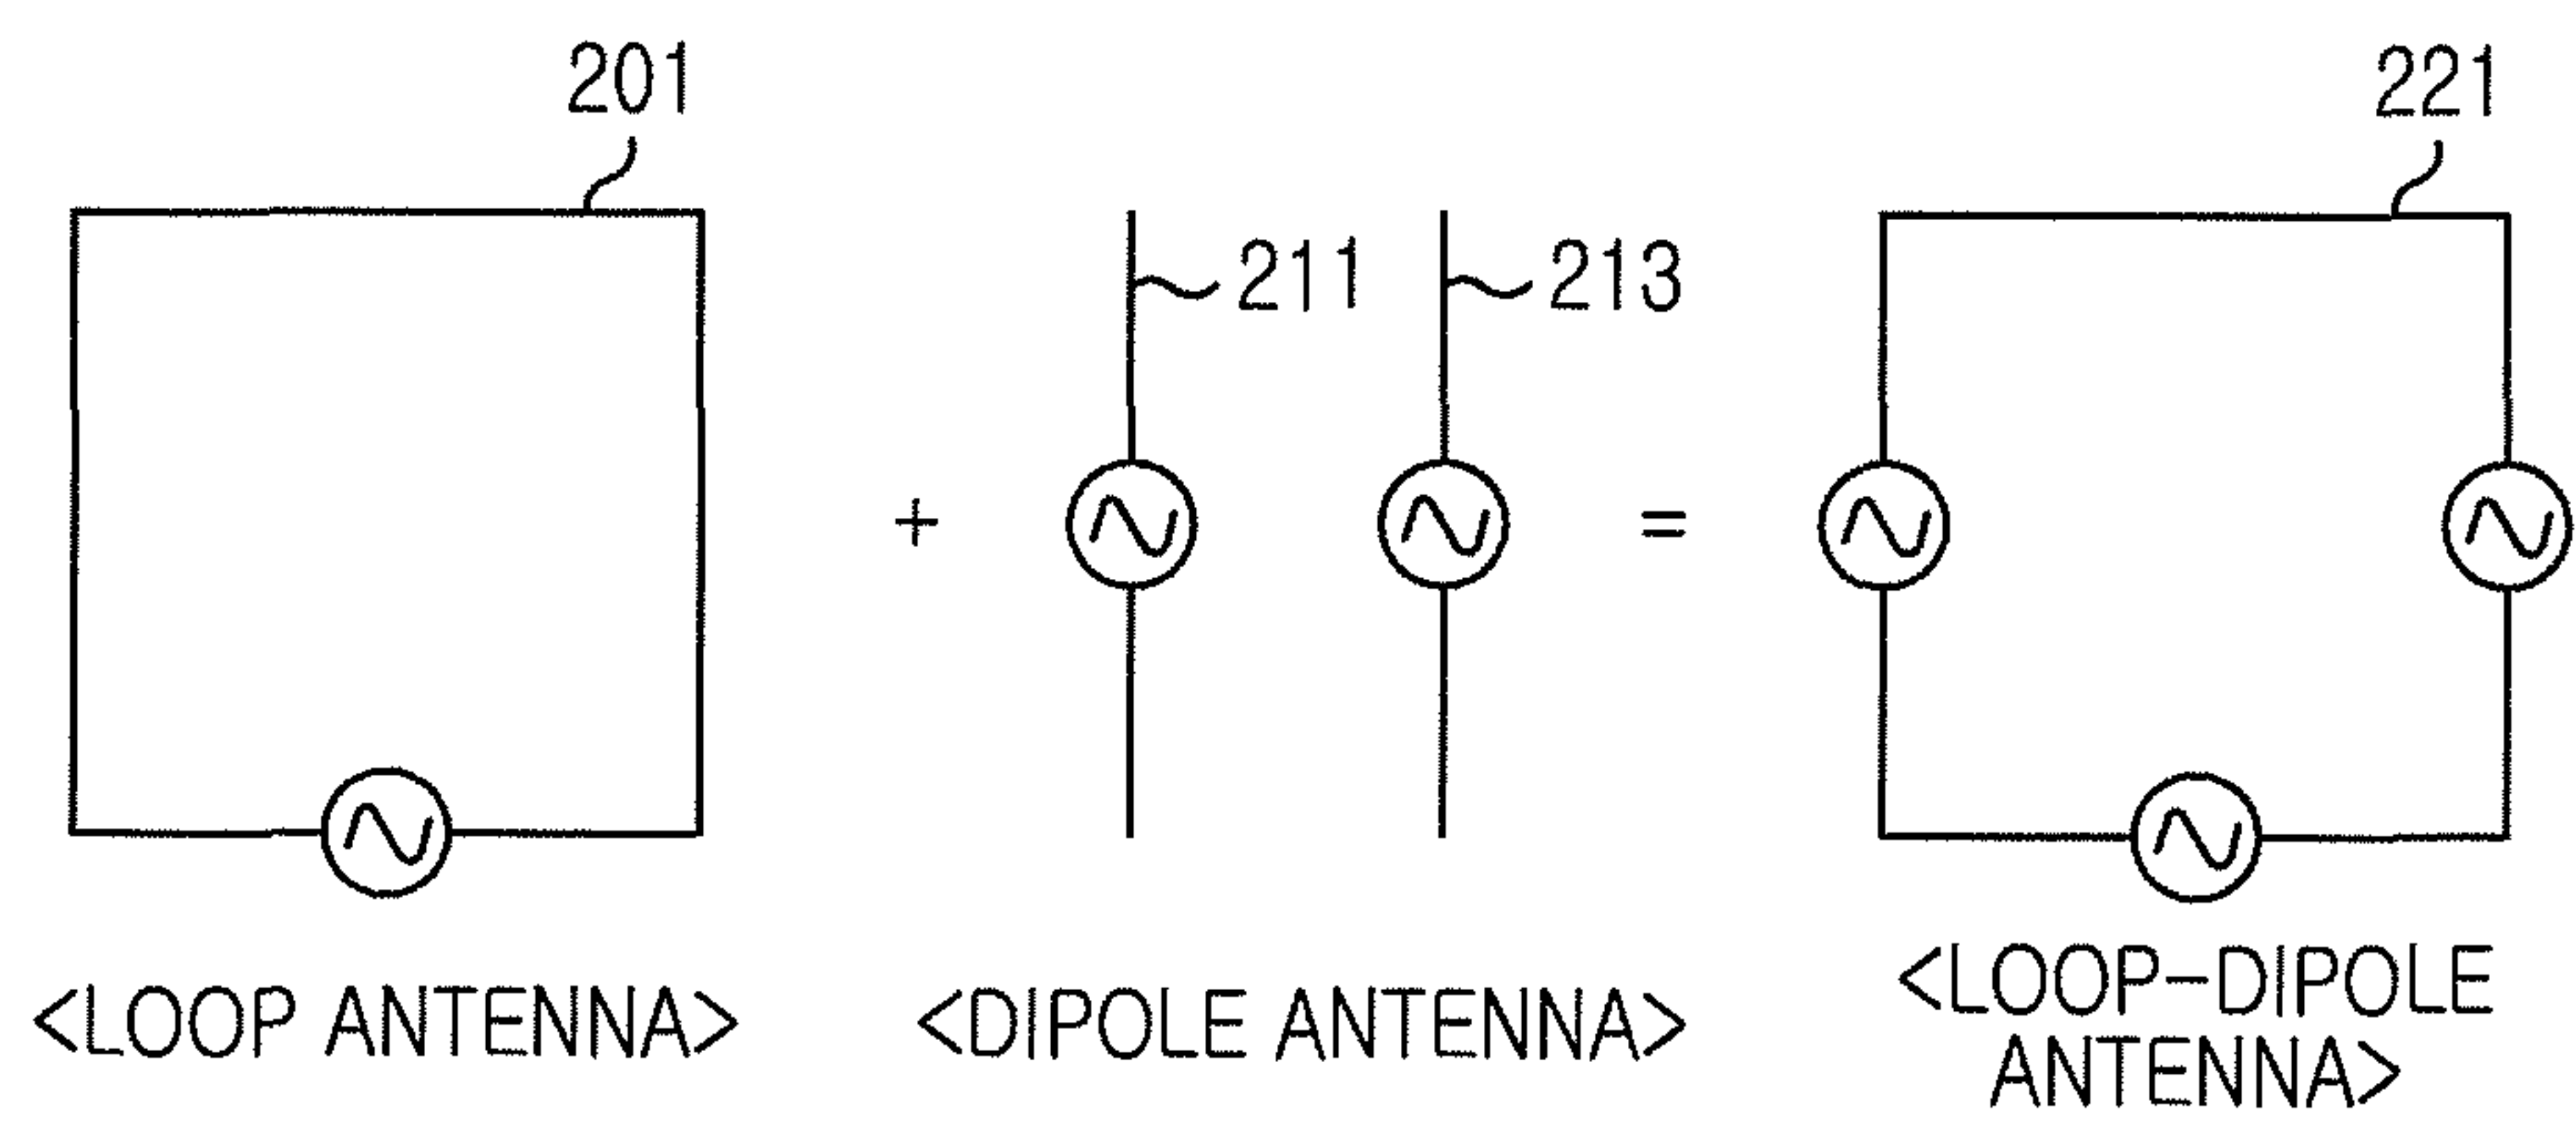 201
221
211
213
+
=
<LOOP ANTENNA>
<DIPOLE ANTENNA>
<LOOP-DIPOLE
ANTENNA>